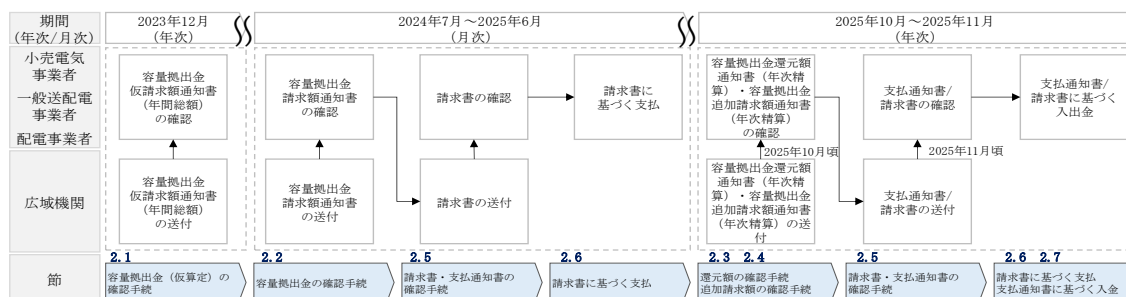 期間
(年次/月次)
2023年12月
(年次)
2024年7月～2025年6月
(月次)
2025年10月～2025年11月
(年次)
小売電気
事業者
一般送配電
事業者
配電事業者
容量拠出金
仮請求額通知書
(年間総額)
の確認
容量拠出金
請求額通知書
の確認
請求書の確認
請求書に
基づく支払
容量拠出金還元額
通知書（年次精
算）・容量拠出金
追加請求額通知書
（年次精算）
の確認
支払通知書/
請求書の確認
支払通知書/
請求書に基づく
入出金
2025年10月頃
2025年11月頃
広域機関
容量拠出金
仮請求額通知書
(年間総額)
の送付
容量拠出金
請求額通知書
の送付
請求書の送付
容量拠出金還元額
通知書（年次精
算）・容量拠出金
追加請求額通知書
（年次精算）の送
付
支払通知書/
請求書の送付
節
2.1
容量拠出金（仮算定）の
確認手続
2.2
容量拠出金の確認手続
2.5
請求書・支払通知書の
確認手続
2.6
請求書に基づく支払
2.3 2.4
還元額の確認手続
追加請求額の確認手続
2.5
請求書・支払通知書の
確認手続
2.6 2.7
請求書に基づく支払
支払通知書に基づく入金